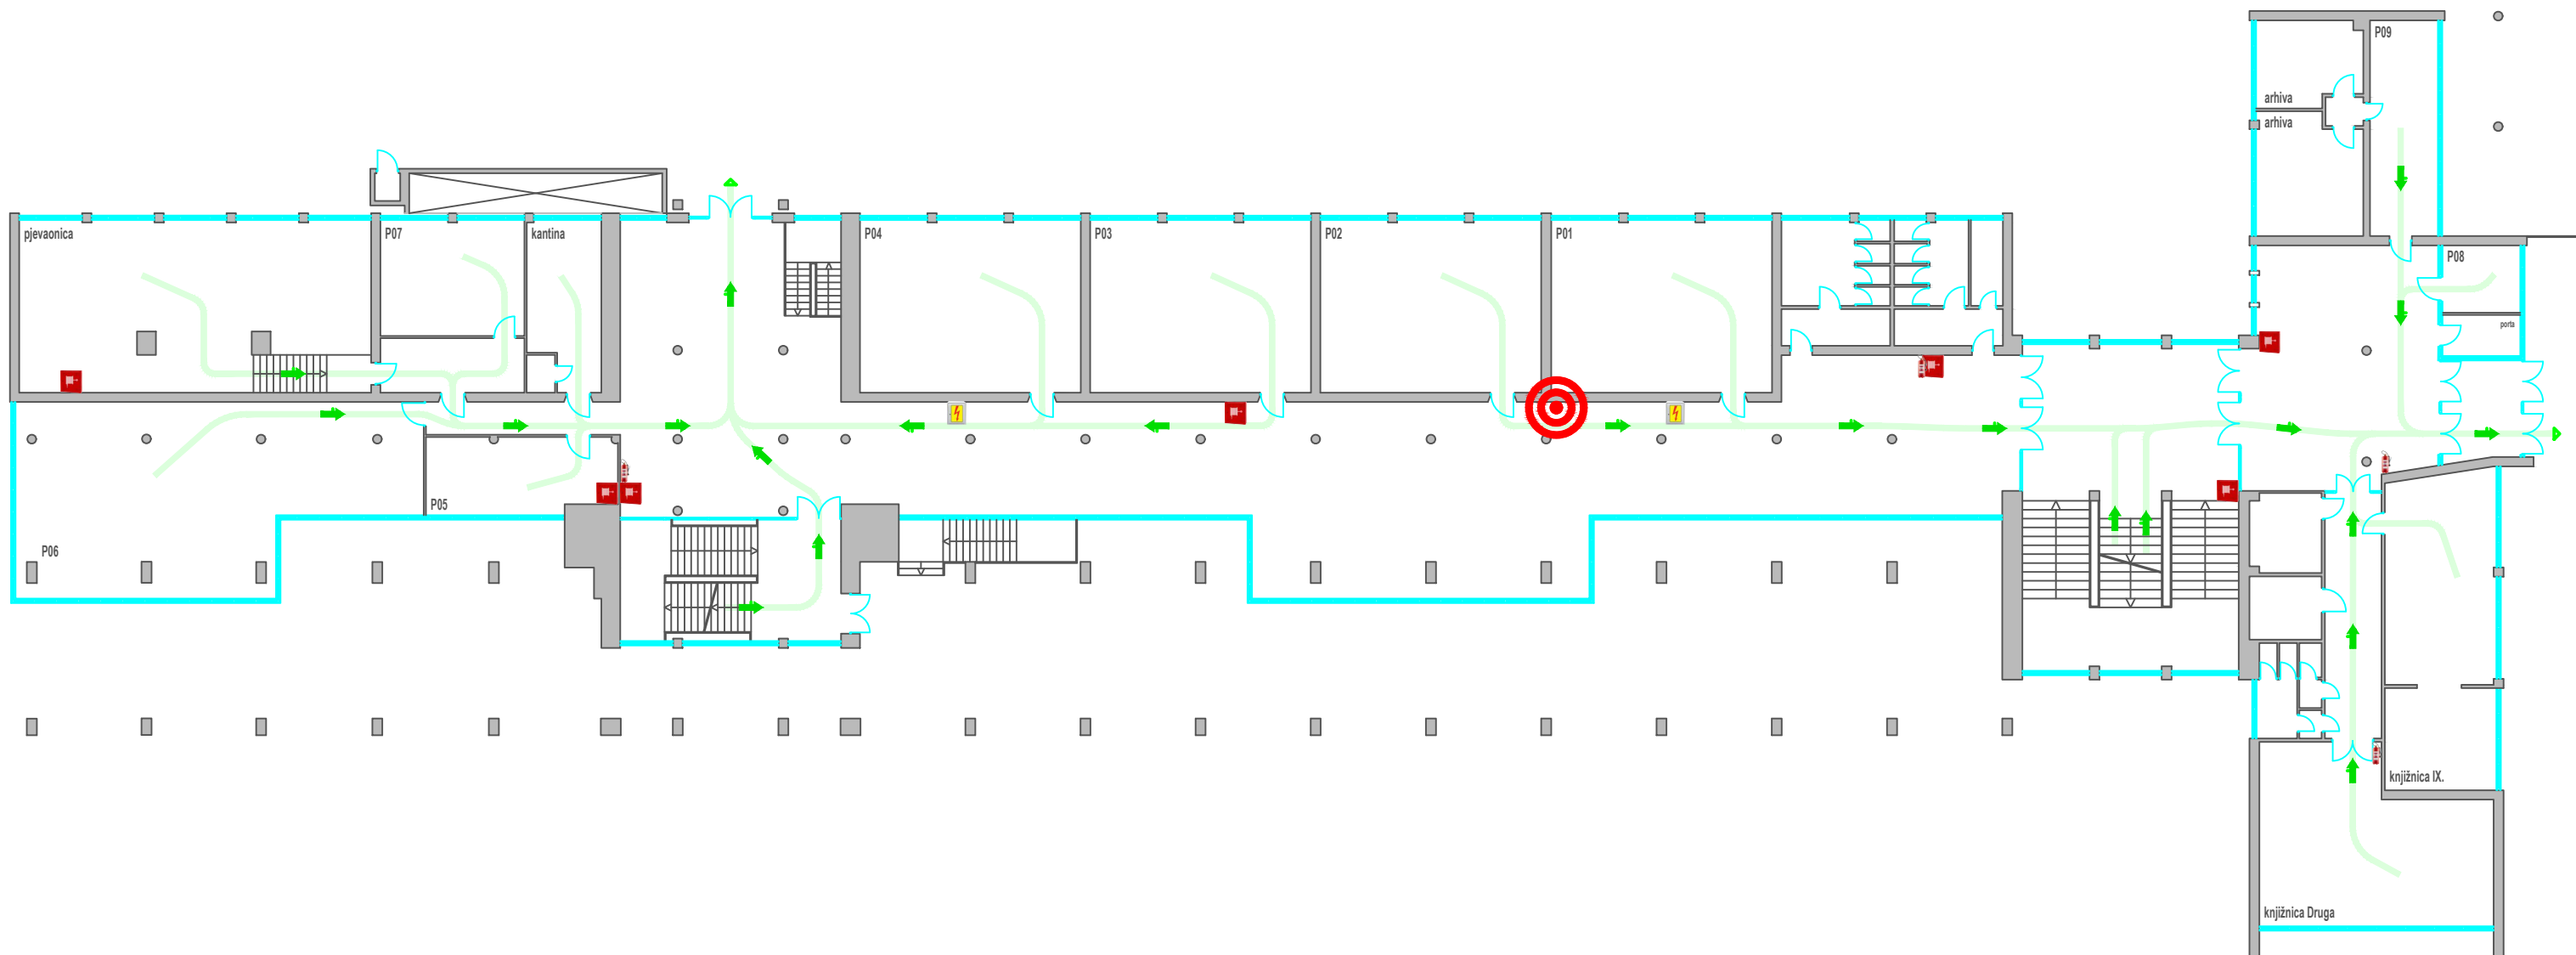 P09
arhiva
arhiva
pjevaonica
P07
kantina
P04
P03
P02
P01
P08
porta
P05
P06
knjižnica IX.
knjižnica Druga